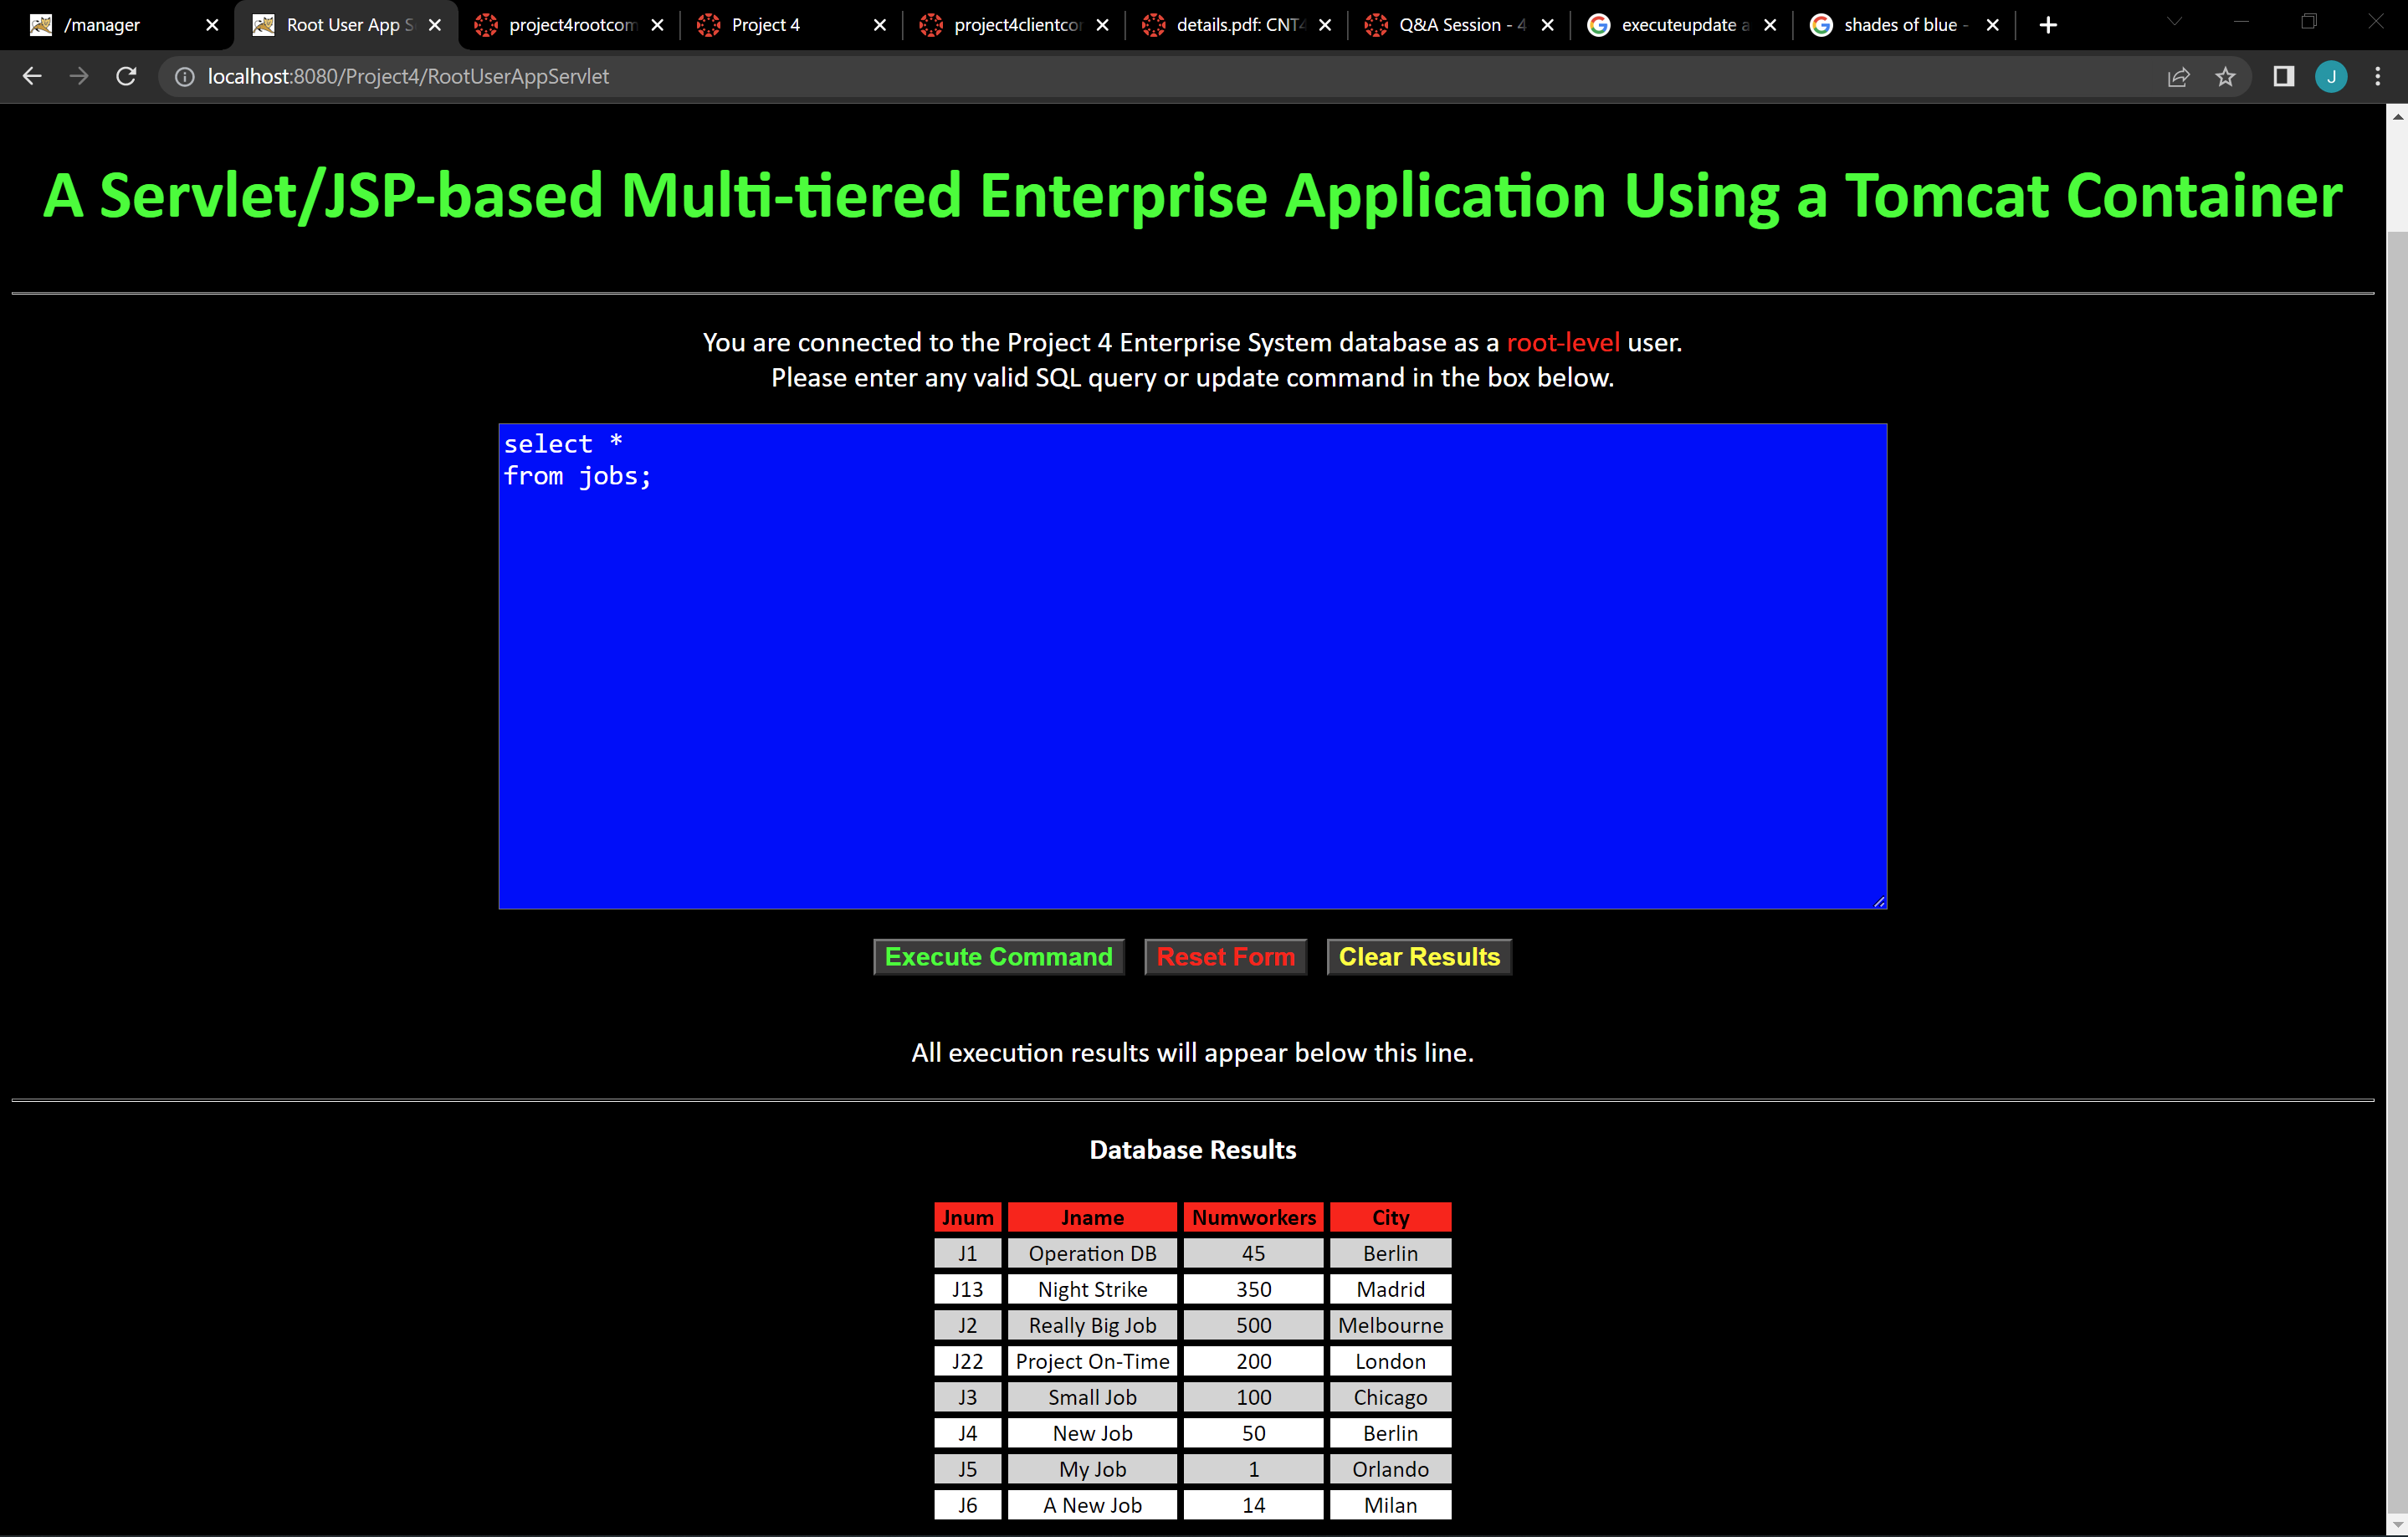 /manager
Root User App S
project4rootcom
Project 4
project4clientcor
details.pdf: CNT4
Q&A Session - 4
executeupdate a
shades of blue -
localhost:8080/Project4/RootUserAppServlet
J
A Servlet/JSP-based Multi-tiered Enterprise Application Using a Tomcat Container
You are connected to the Project 4 Enterprise System database as a root-level user.
Please enter any valid SQL query or update command in the box below.
select *
from jobs;
Execute Command Reset Form Clear Results
All execution results will appear below this line.
Database Results
Jnum Jname Numworkers City
J1 Operation DB 45 Berlin
J13 Night Strike 350 Madrid
J2 Really Big Job 500 Melbourne
J22 Project On-Time 200 London
J3 Small Job 100 Chicago
J4 New Job 50 Berlin
J5 My Job 1 Orlando
J6 A New Job 14 Milan